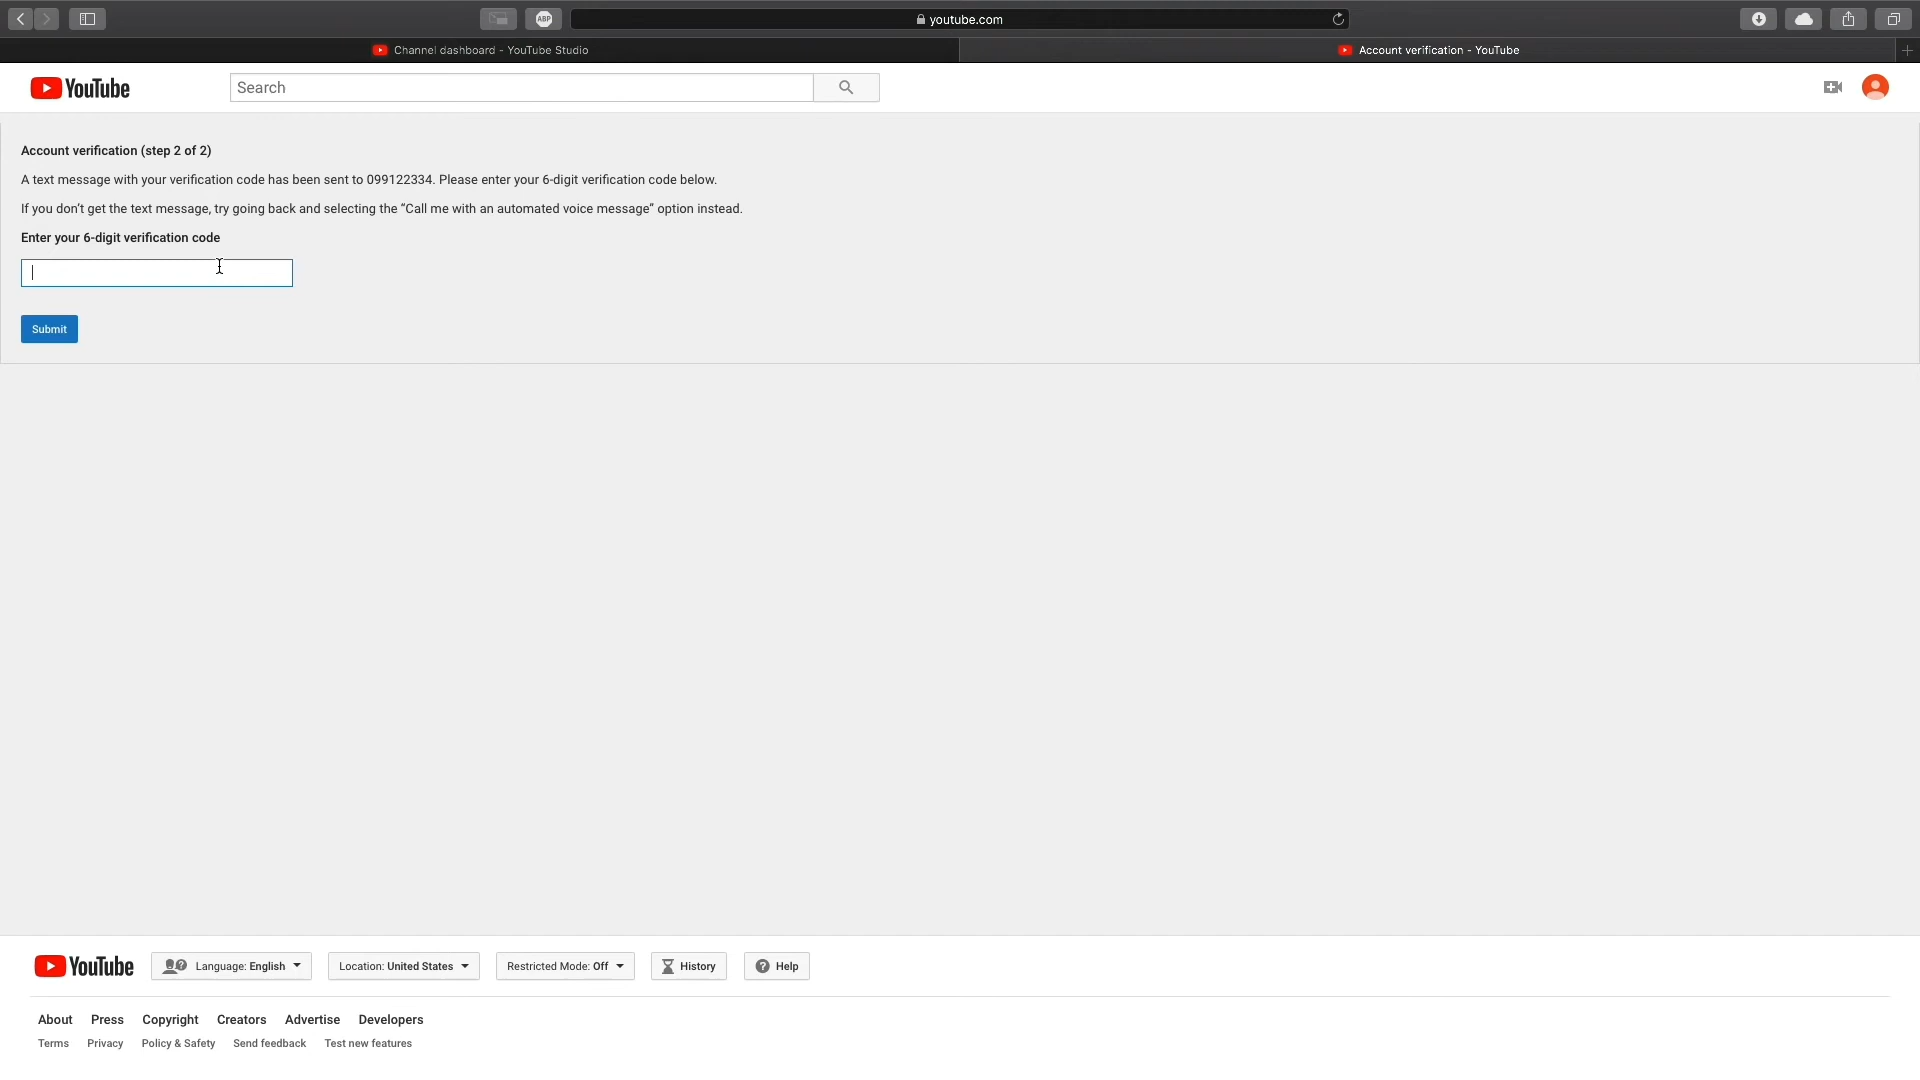 ABP
youtube.com
Channel dashboard - YouTube Studio
Account verification - YouTube
YouTube
Search
Account verification (step 2 of 2)
A text message with your verification code has been sent to 099122334. Please enter your 6-digit verification code below.
If you don't get the text message, try going back and selecting the "Call me with an automated voice message" option instead.
Enter your 6-digit verification code
Submit
YouTube
Language: English
Location: United States
Restricted Mode: Off
History
Help
About Press Copyright Creators Advertise Developers
Terms Privacy Policy & Safety Send feedback Test new features